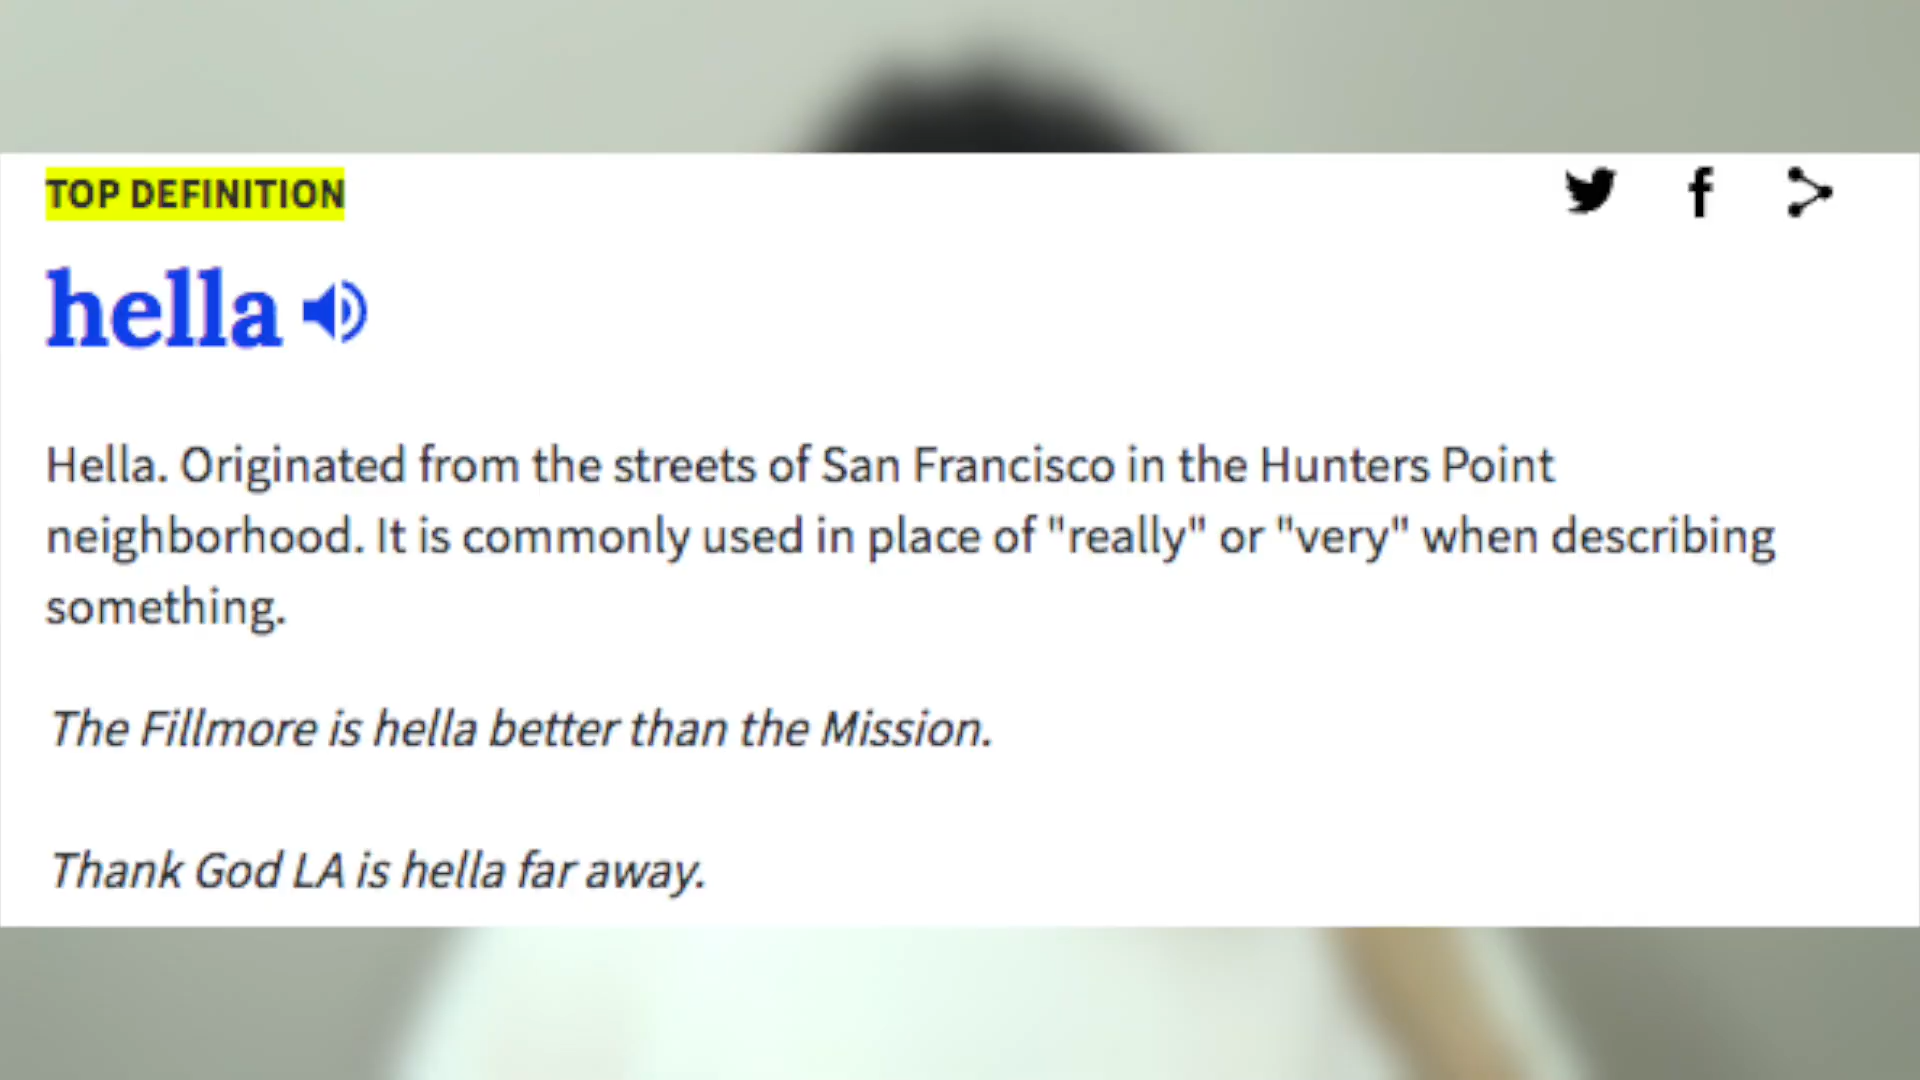 TOP DEFINITION
hella
Hella. Originated from the streets of San Francisco in the Hunters Point
neighborhood. It is commonly used in place of "really" or "very" when describing
something.
The Fillmore is hella better than the Mission.
Thank God LA is hella far away.